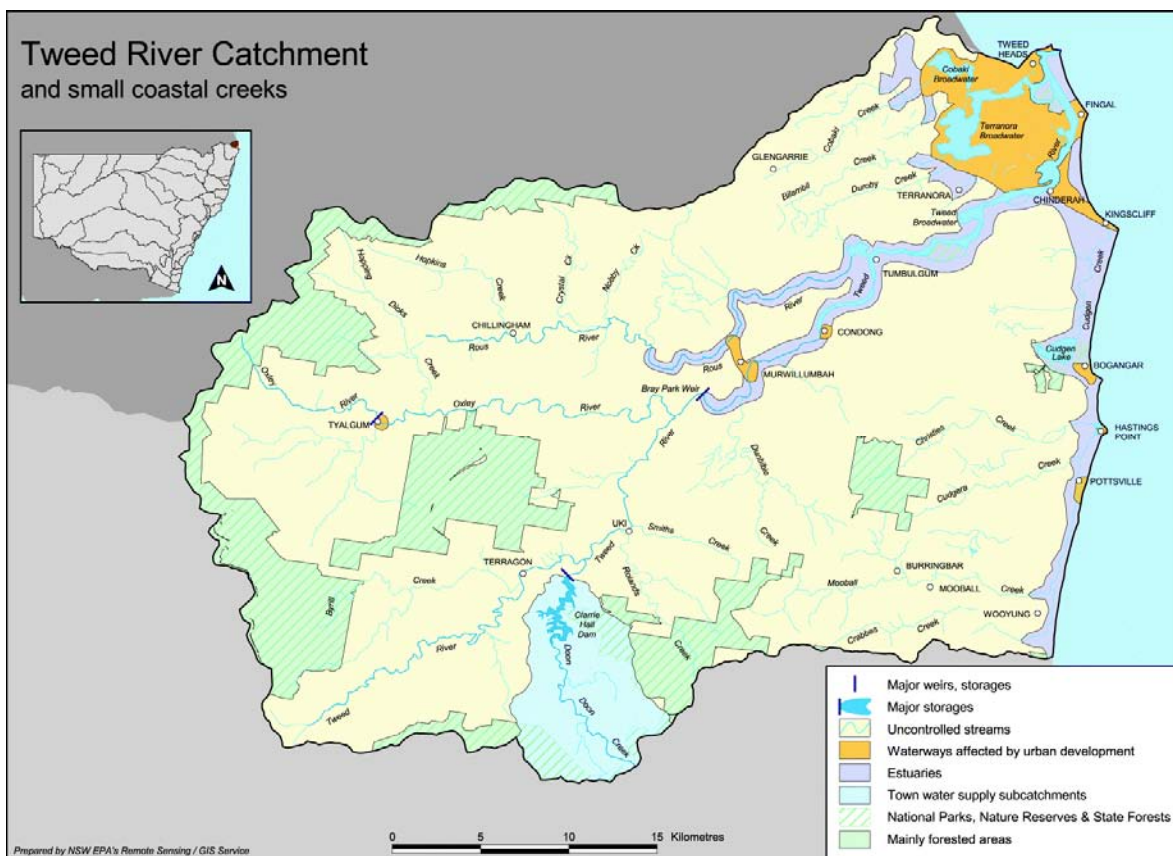 Tweed River Catchment
and small coastal creeks
N
TWEED
HEADS
Cobaki
Broadwater
FINGAL
Terranora
Broadwater
River
Cobaki Creek
GLENGARRIE
Bilambil Creek
Duroby Creek
TERRANORA
CHINDERAH
KINGSCLIFF
Tweed
Broadwater
Hopping
Dicks
Creek
Hopkins
Creek
Crystal Ck
Nobby Ck
River
Tweed
TUMBULGUM
Cudgen
Creek
CHILLINGHAM
Rous
River
CONDONG
Cudgen
Lake
BOGANGAR
Rous
MURWILLUMBAH
Bray Park Weir
Oxley
River
Oxley
River
TYALGUM
River
Christies
Creek
HASTINGS
POINT
Dunbible
Creek
Cudgera
Creek
POTTSVILLE
UKI
Smiths
Creek
Tweed
TERRAGON
Rolands
Creek
BURRINGBAR
Mooball
Creek
MOOBALL
WOOYUNG
Byrill
Creek
Clarrie
Hall
Dam
Crabbes
Creek
Doon
Doon
Creek
Tweed
River
Major weirs, storages
Major storages
Uncontrolled streams
Waterways affected by urban development
Estuaries
Town water supply subcatchments
National Parks, Nature Reserves & State Forests
Mainly forested areas
0 5 10 15 Kilometres
Prepared by NSW EPA's Remote Sensing / GIS Service